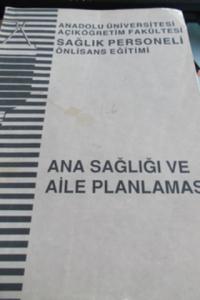 ANADOLU ÜNİVERSİTESİ
AÇIKÖĞRETİM FAKÜLTESİ
SAĞLIK PERSONELİ
ÖNLİSANS EĞİTİMİ
ANA SAĞLIĞI VE
AİLE PLANLAMAS